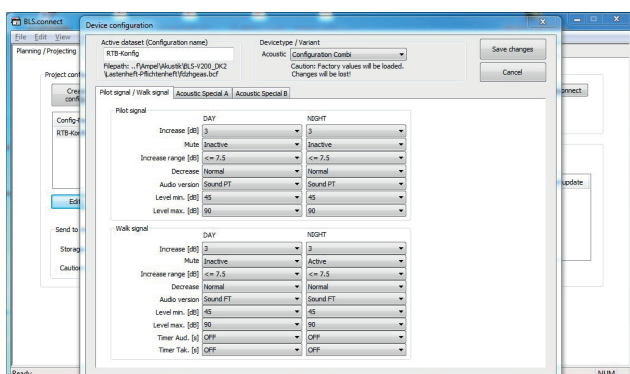 BLS.connect
File Edit View
Planning / Projecting
Device configuration
Active dataset (Configuration name)
RTB-Konfig
Filepath: ..f\Ampel\Akustik\BLS-V200_DK2
\Lastenheft-Pflichtenheft\fdzhgeas.bcf
Devicetype / Variant
Acoustic Configuration Combi
Caution: Factory values will be loaded.
Changes will be lost!
Save changes
Cancel
Pilot signal / Walk signal Acoustic Special A Acoustic Special B
Pilot signal
DAY NIGHT
Increase [dB] 3 3
Mute Inactive Inactive
Increase range [dB] <= 7.5 <= 7.5
Decrease Normal Normal
Audio version Sound PT Sound PT
Level min. [dB] 45 45
Level max. [dB] 90 90
Walk signal
DAY NIGHT
Increase [dB] 3 3
Mute Inactive Active
Increase range [dB] <= 7.5 <= 7.5
Decrease Normal Normal
Audio version Sound FT Sound FT
Level min. [dB] 45 45
Level max. [dB] 90 90
Timer Aud. [s] OFF OFF
Timer Tak. [s] OFF OFF
Project conf
Crea
confi
Config-
RTB-Kon
Edit
Send to
Storag
Caution
onnect
update
Ready
NUM